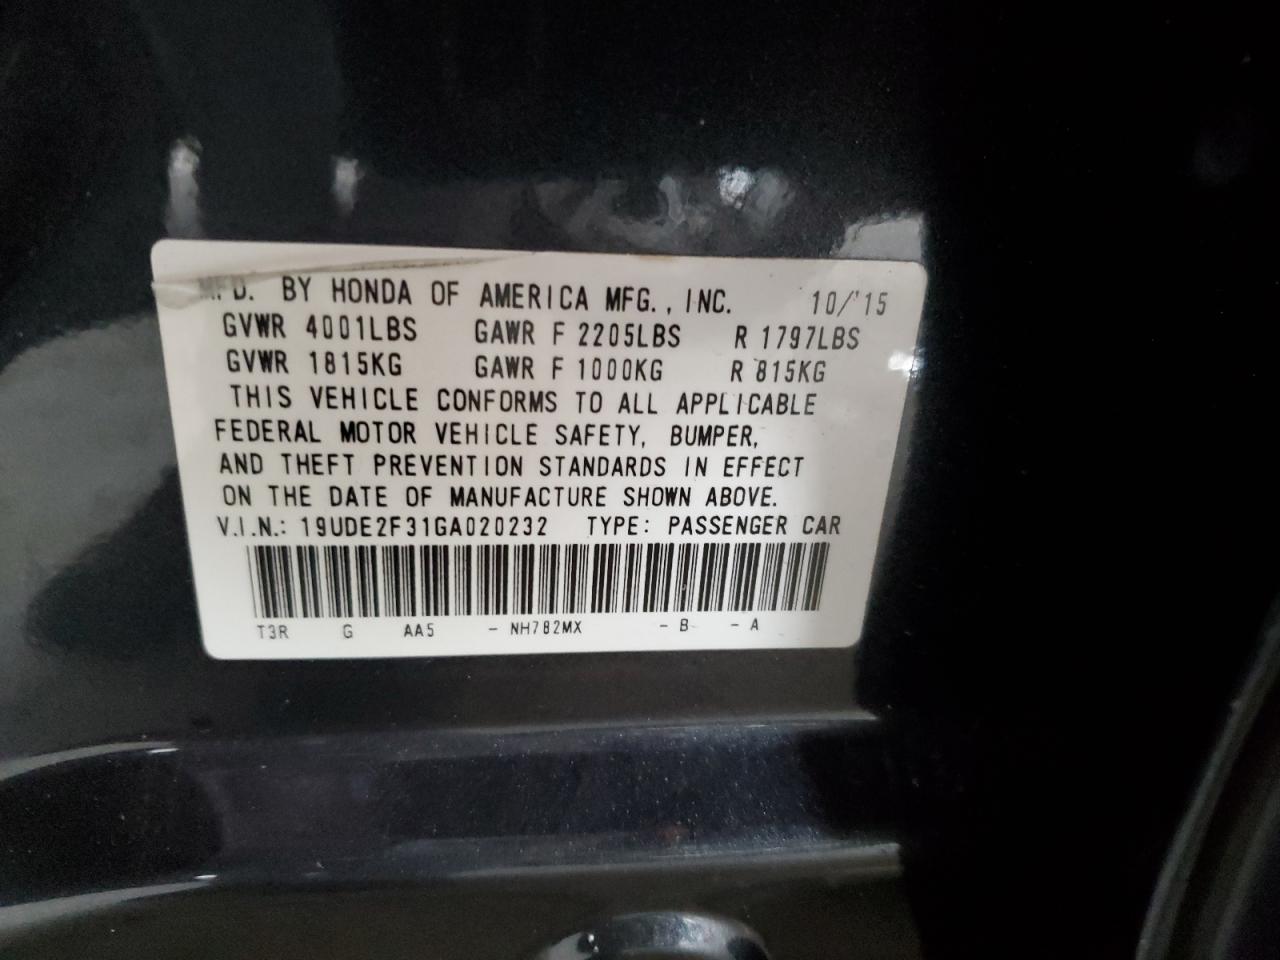 MFD. BY HONDA OF AMERICA MFG., INC. 10/'15
GVWR 4001LBS GAWR F 2205LBS R 1797LBS
GVWR 1815KG GAWR F 1000KG R 815KG
THIS VEHICLE CONFORMS TO ALL APPLICABLE
FEDERAL MOTOR VEHICLE SAFETY, BUMPER,
AND THEFT PREVENTION STANDARDS IN EFFECT
ON THE DATE OF MANUFACTURE SHOWN ABOVE.
V.I.N.: 19UDE2F31GA020232 TYPE: PASSENGER CAR
T3R G AA5 - NH782MX - B - A